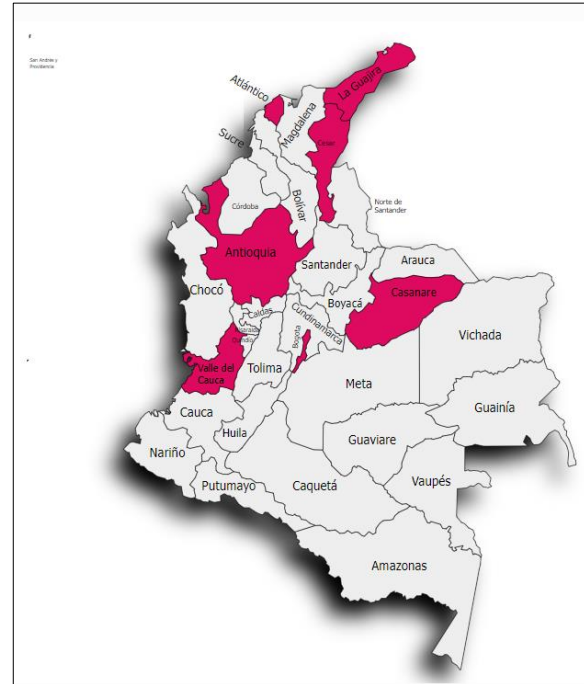 San Andrés y
Providencia
La Guajira
Atlántico
Magdalena
Cesar
Sucre
Norte de
Santander
Bolívar
Córdoba
Antioquia
Santander
Arauca
Chocó
Boyacá
Casanare
Caldas
Cundinamarca
Risaralda
Quindío
Bogotá
Vichada
Valle del
Cauca
Tolima
Meta
Cauca
Guainía
Huila
Guaviare
Nariño
Putumayo
Caquetá
Vaupés
Amazonas